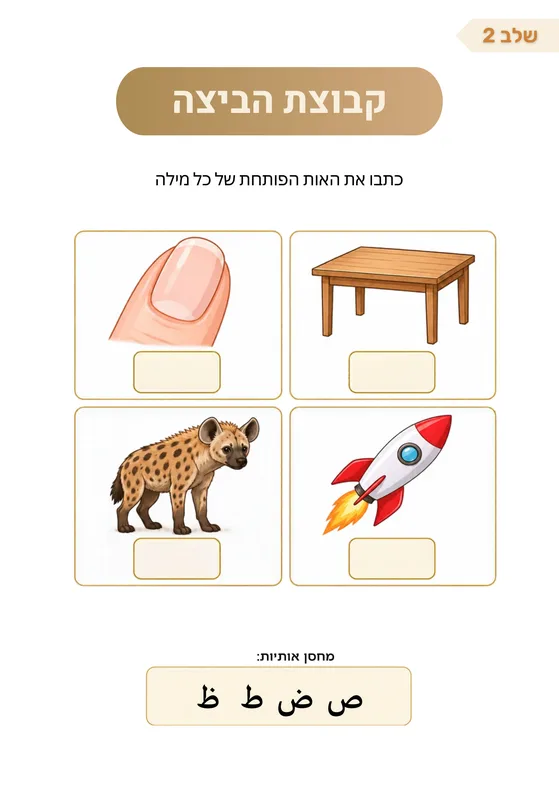 שלב 2
קבוצת הביצה
כתבו את האות הפותחת של כל מילה
מחסן אותיות:
ص ض ط ظ